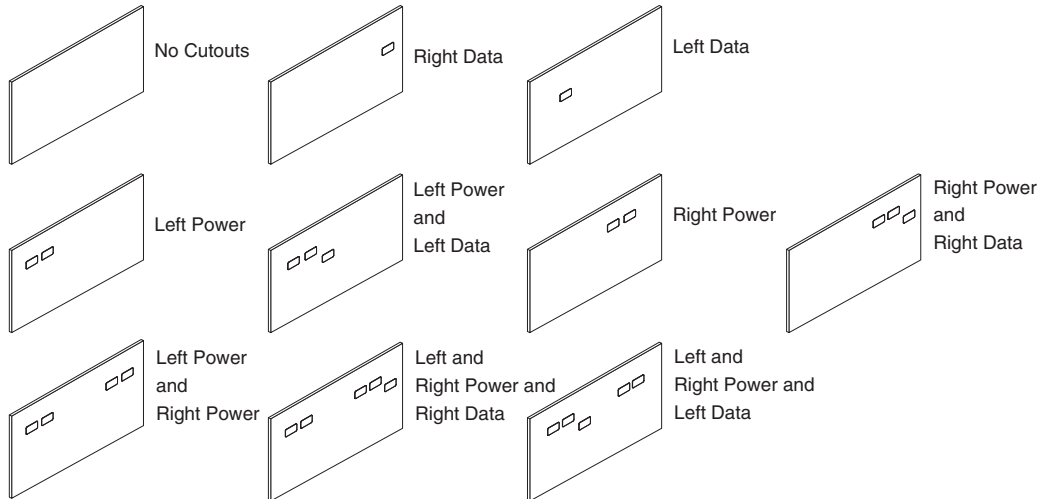 No Cutouts
Right Data
Left Data
Left Power
Left Power
and
Left Data
Right Power
Right Power
and
Right Data
Left Power
and
Right Power
Left and
Right Power and
Right Data
Left and
Right Power and
Left Data